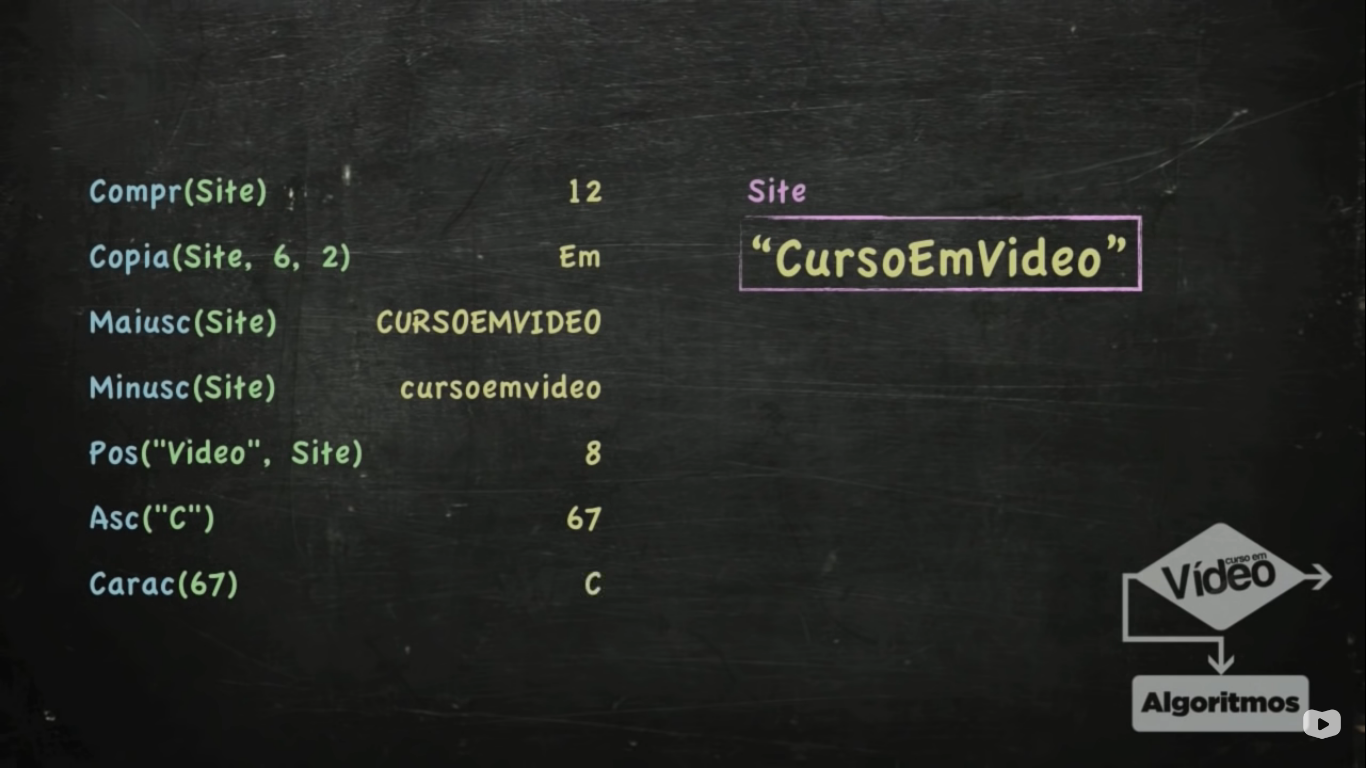 Compr(Site) 12
Copia(Site, 6, 2) Em
Maiusc(Site) CURSOEMVIDEO
Minusc(Site) cursoemvideo
Pos("Video", Site) 8
Asc("C") 67
Carac(67) C
Site
“CursoEmVideo”
curso em
Vídeo
Algoritmos